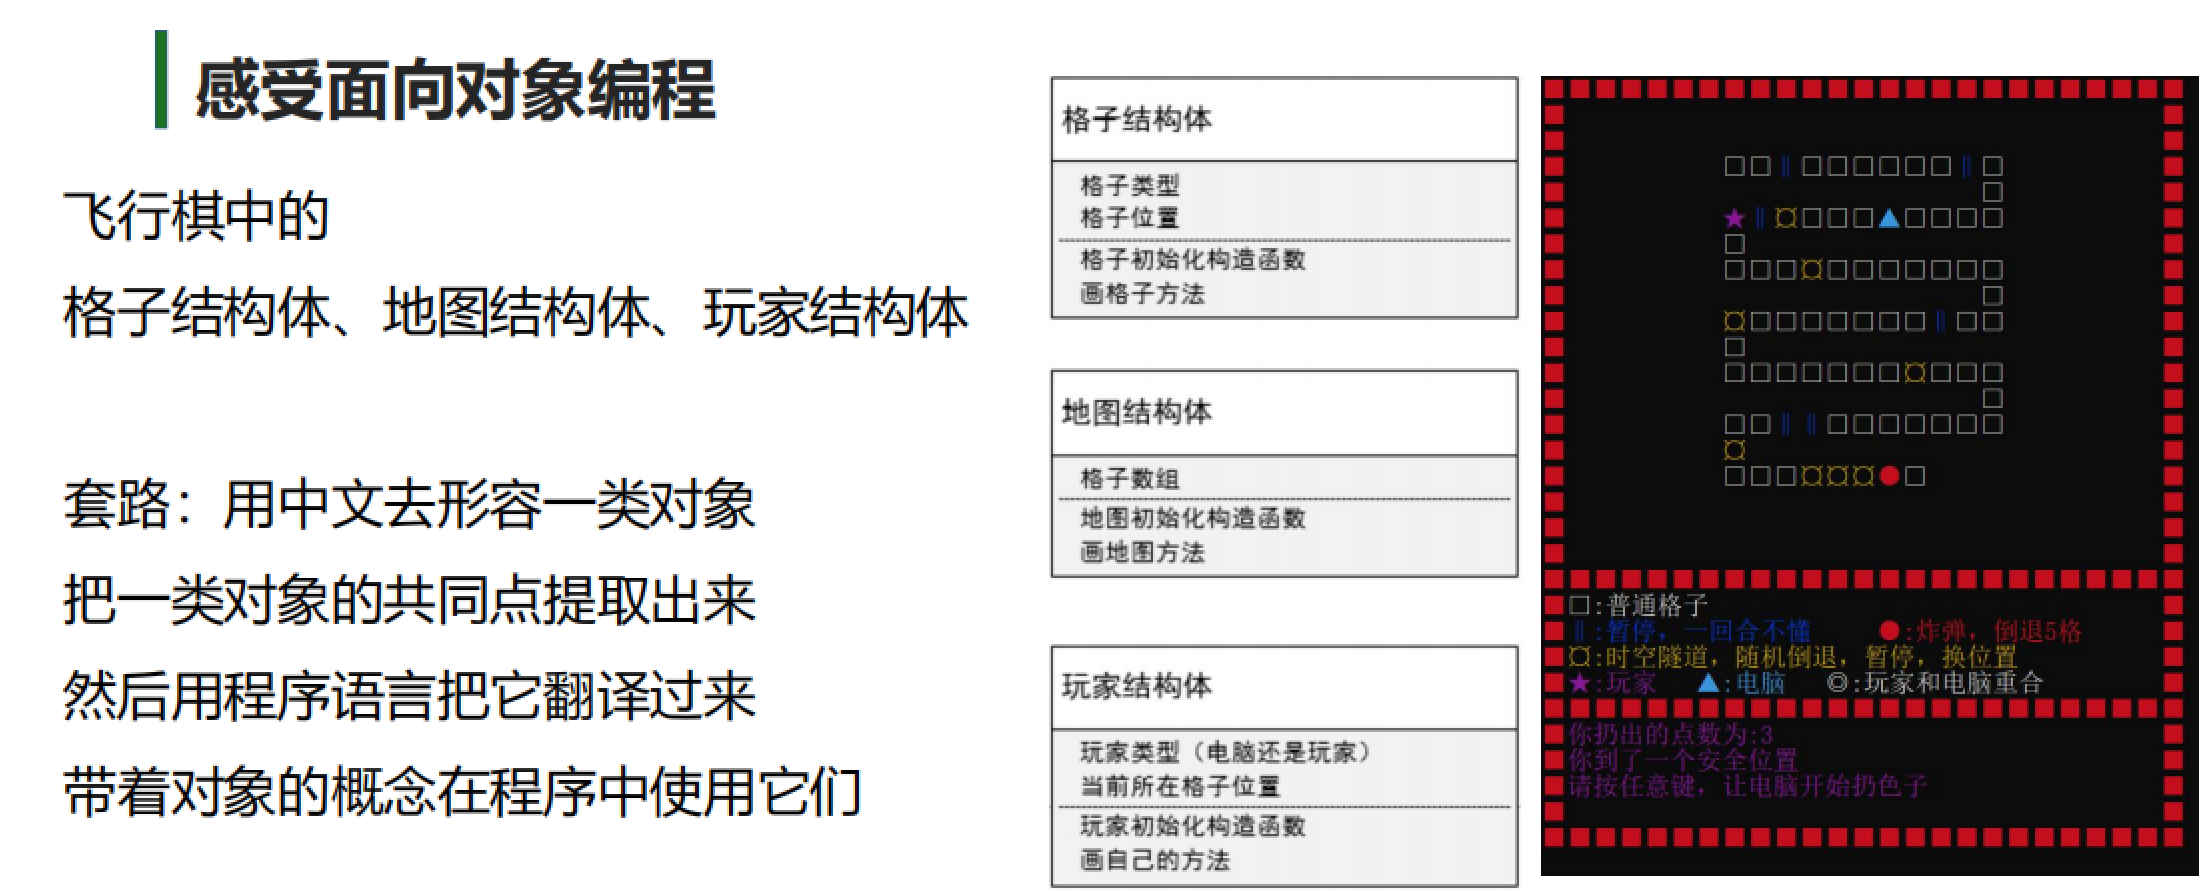 感受面向对象编程
飞行棋中的
格子结构体、地图结构体、玩家结构体
套路：用中文去形容一类对象
把一类对象的共同点提取出来
然后用程序语言把它翻译过来
带着对象的概念在程序中使用它们
格子结构体
格子类型
格子位置
格子初始化构造函数
画格子方法
地图结构体
格子数组
地图初始化构造函数
画地图方法
玩家结构体
玩家类型（电脑还是玩家）
当前所在格子位置
玩家初始化构造函数
画自己的方法
□:普通格子
‖:暂停，一回合不懂 ●:炸弹，倒退5格
¤:时空隧道，随机倒退，暂停，换位置
★:玩家 ▲:电脑 ◎:玩家和电脑重合
你扔出的点数为:3
你到了一个安全位置
请按任意键，让电脑开始扔色子